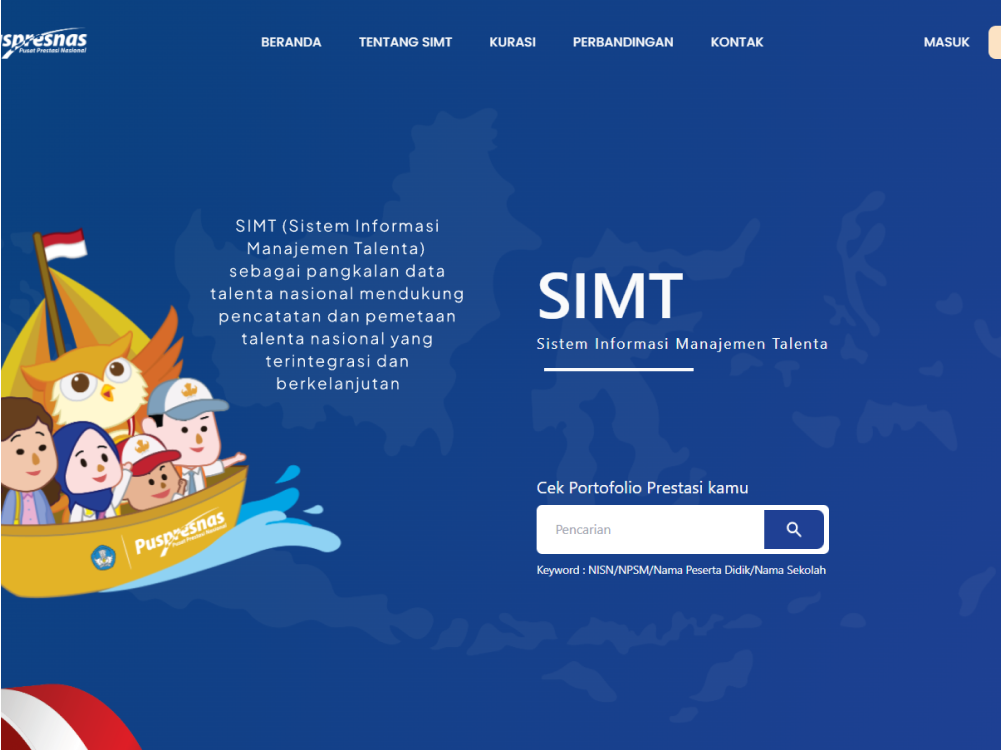 Pusat Prestasi Nasional
BERANDA
TENTANG SIMT
KURASI
PERBANDINGAN
KONTAK
MASUK
SIMT (Sistem Informasi
Manajemen Talenta)
sebagai pangkalan data
talenta nasional mendukung
pencatatan dan pemetaan
talenta nasional yang
terintegrasi dan
berkelanjutan
SIMT
Sistem Informasi Manajemen Talenta
Cek Portofolio Prestasi kamu
Pencarian
Keyword : NISN/NPSM/Nama Peserta Didik/Nama Sekolah
Puspresnas
Pusat Prestasi Nasional